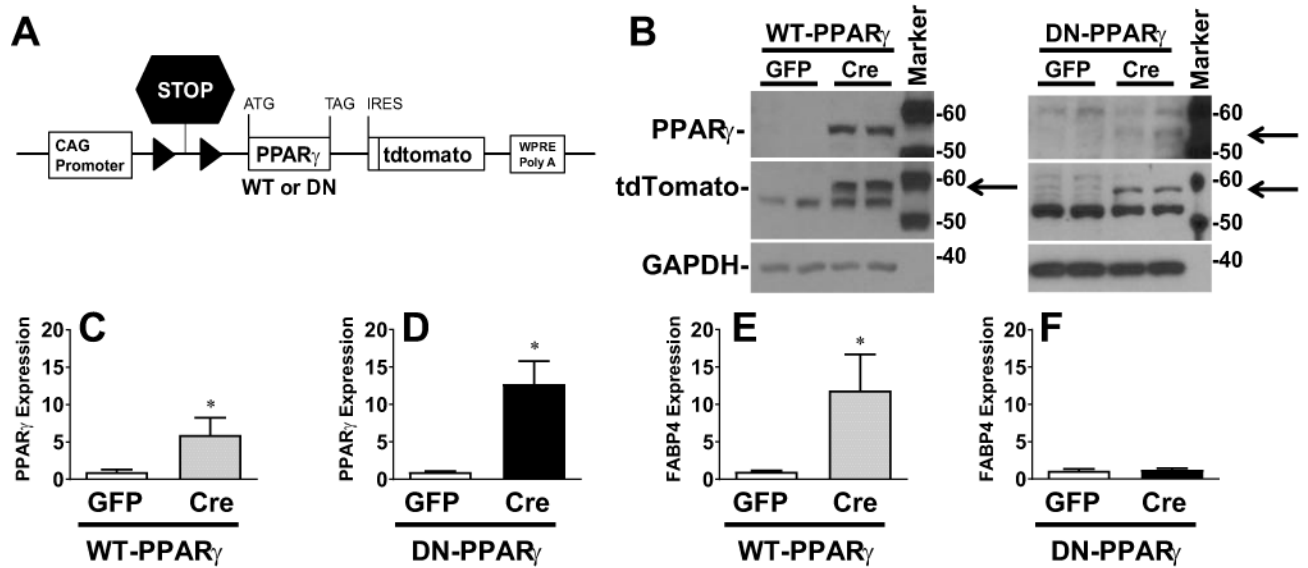 A
STOP
ATG
TAG
IRES
CAG
Promoter
PPARγ
tdtomato
WPRE
Poly A
WT or DN
B
WT-PPARγ
GFP
Cre
Marker
DN-PPARγ
GFP
Cre
Marker
PPARγ-
-60
-50
-60
-50
tdTomato-
-60
-50
-60
-50
GAPDH-
-40
-40
C
PPARγ Expression
20
15
10
5
0
*
GFP
Cre
WT-PPARγ
D
PPARγ Expression
20
15
10
5
0
*
GFP
Cre
DN-PPARγ
E
FABP4 Expression
20
15
10
5
0
*
GFP
Cre
WT-PPARγ
F
FABP4 Expression
20
15
10
5
0
GFP
Cre
DN-PPARγ